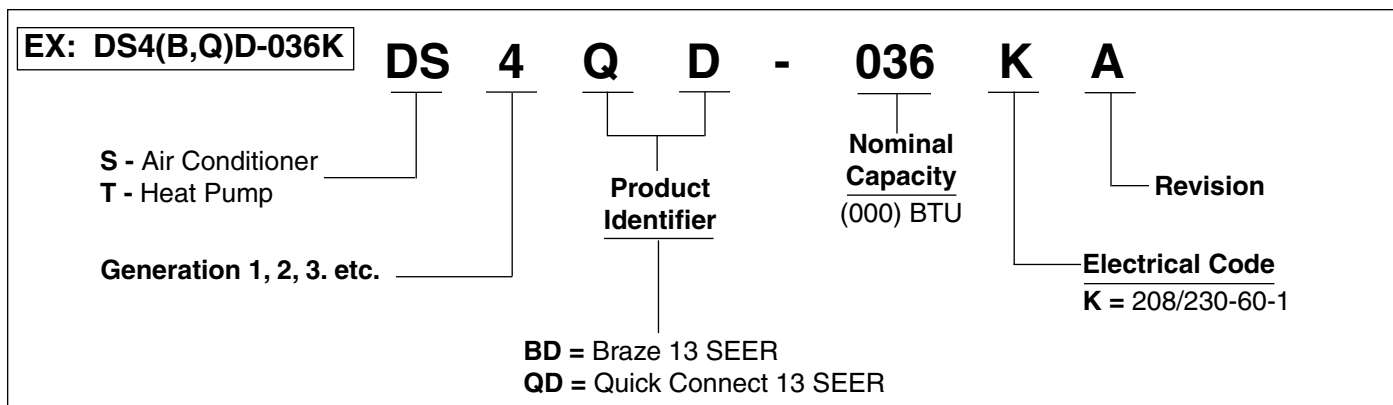 EX: DS4(B,Q)D-036K
DS 4 Q D - 036 K A
S - Air Conditioner
T - Heat Pump
Generation 1, 2, 3. etc.
Product
Identifier
BD = Braze 13 SEER
QD = Quick Connect 13 SEER
Nominal
Capacity
(000) BTU
Revision
Electrical Code
K = 208/230-60-1